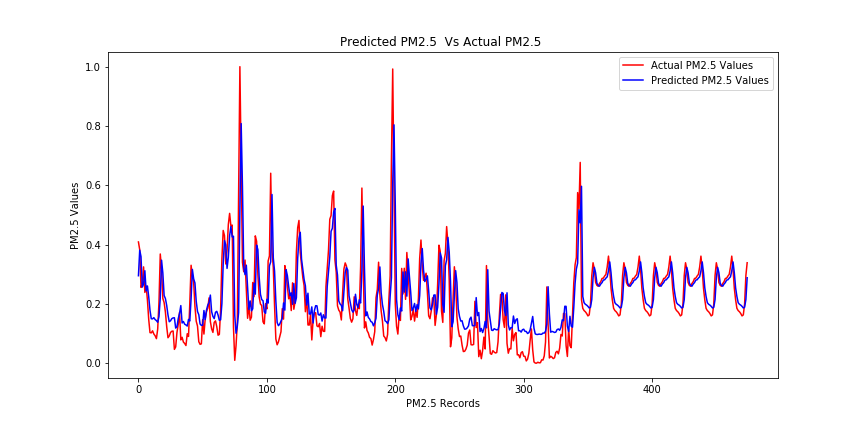 Predicted PM2.5  Vs Actual PM2.5
Actual PM2.5 Values
Predicted PM2.5 Values
PM2.5 Values
1.0
0.8
0.6
0.4
0.2
0.0
0
100
200
300
400
PM2.5 Records